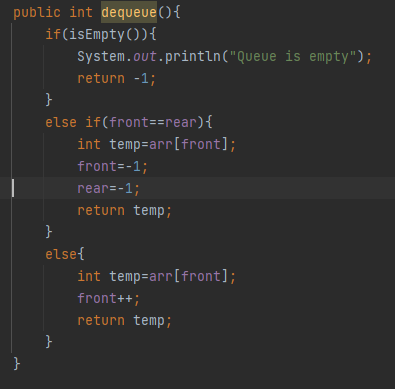 public int dequeue(){
    if(isEmpty()){
        System.out.println("Queue is empty");
        return -1;
    }
    else if(front==rear){
        int temp=arr[front];
        front=-1;
        rear=-1;
        return temp;
    }
    else{
        int temp=arr[front];
        front++;
        return temp;
    }
}